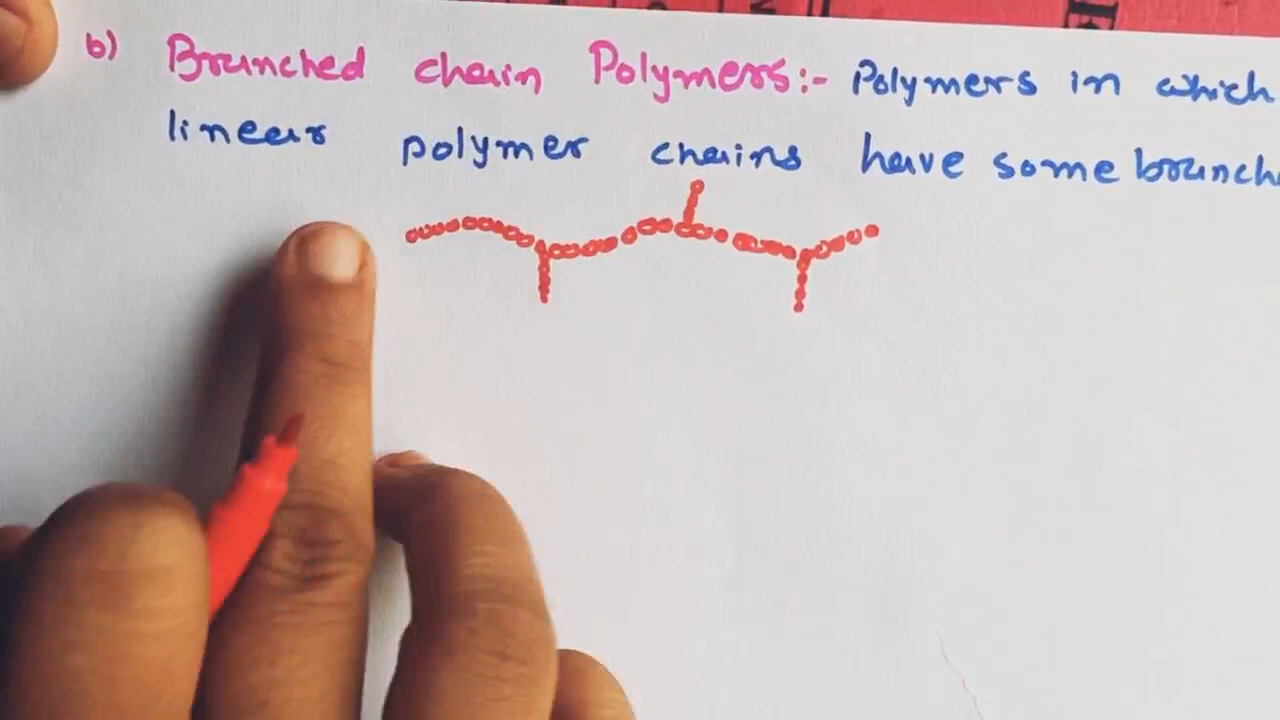 b) Branched chain Polymers:- Polymers in which
linear polymer chains have some branch